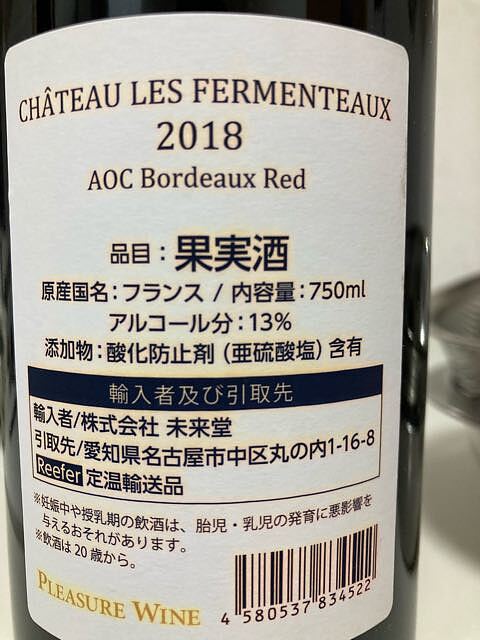 CHÂTEAU LES FERMENTEAUX
2018
AOC Bordeaux Red
品目：果実酒
原産国名：フランス / 内容量：750ml
アルコール分：13%
添加物：酸化防止剤（亜硫酸塩）含有
輸入者及び引取先
輸入者/株式会社 未来堂
引取先/愛知県名古屋市中区丸の内1-16-8
Reefer 定温輸送品
※妊娠中や授乳期の飲酒は、胎児・乳児の発育に悪影響を
与えるおそれがあります。
※飲酒は20歳から。
PLEASURE WINE
4 580537 834522